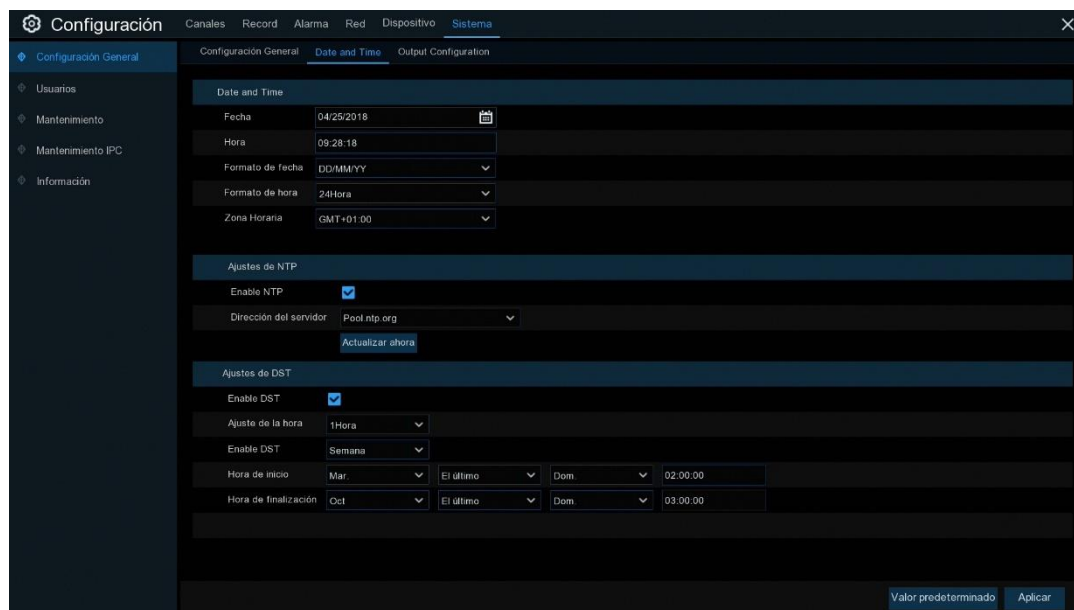 Configuración Canales Record Alarma Red Dispositivo Sistema
Configuración General Date and Time Output Configuration
Configuración General
Usuarios
Mantenimiento
Mantenimiento IPC
Información
Date and Time
Fecha 04/25/2018
Hora 09:28:18
Formato de fecha DD/MM/YY
Formato de hora 24Hora
Zona Horaria GMT+01:00
Ajustes de NTP
Enable NTP
Dirección del servidor Pool.ntp.org
Actualizar ahora
Ajustes de DST
Enable DST
Ajuste de la hora 1Hora
Enable DST Semana
Hora de inicio Mar. El último Dom. 02:00:00
Hora de finalización Oct El último Dom. 03:00:00
Valor predeterminado Aplicar